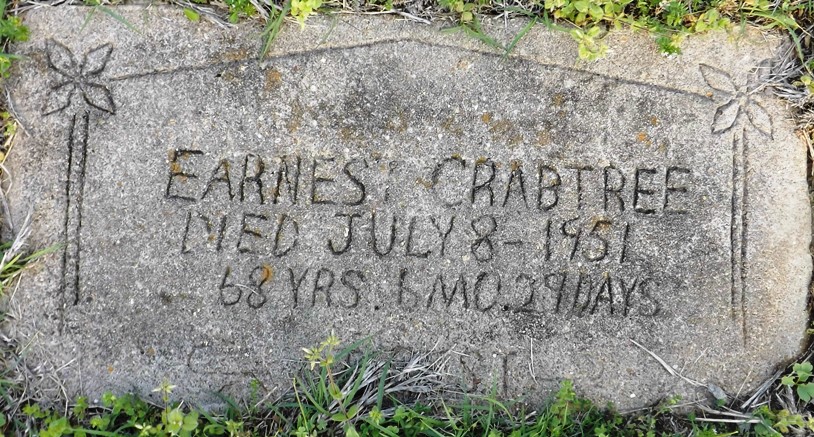 EARNEST CRABTREE
DIED JULY 8-1951
68 YRS. 6 MO. 29 DAYS